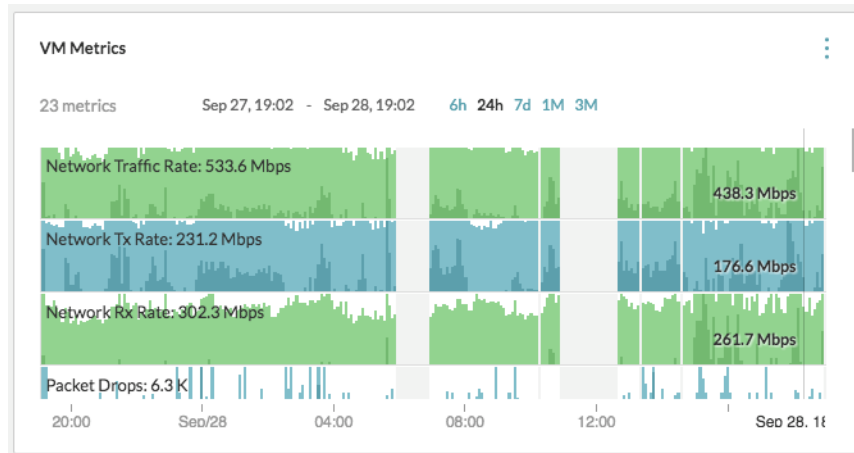 VM Metrics
23 metrics Sep 27, 19:02 - Sep 28, 19:02 6h 24h 7d 1M 3M
Network Traffic Rate: 533.6 Mbps
438.3 Mbps
Network Tx Rate: 231.2 Mbps
176.6 Mbps
Network Rx Rate: 302.3 Mbps
261.7 Mbps
Packet Drops: 6.3 K
20:00 Sep/28 04:00 08:00 12:00 Sep 28, 18